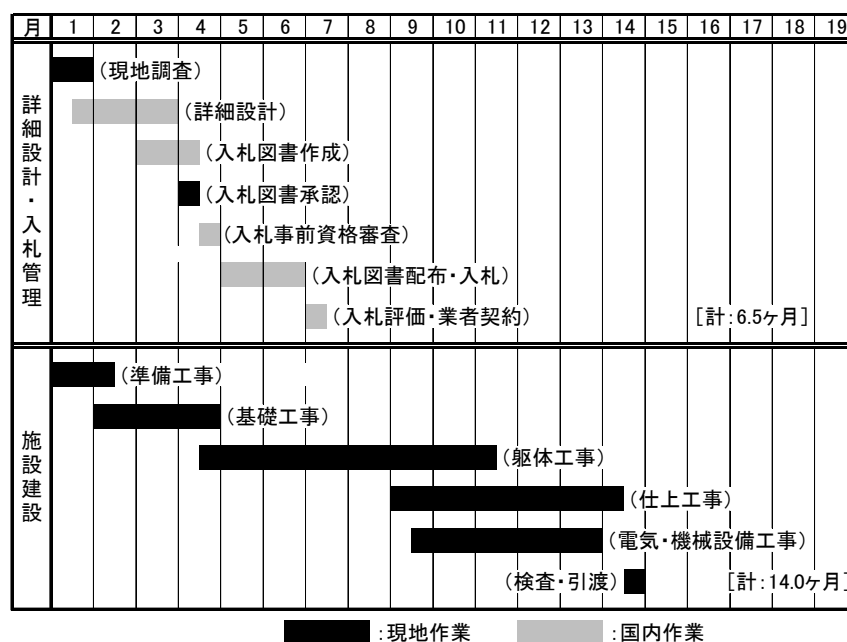 月 1 2 3 4 5 6 7 8 9 10 11 12 13 14 15 16 17 18 19
詳細設計・入札管理
(現地調査)
(詳細設計)
(入札図書作成)
(入札図書承認)
(入札事前資格審査)
(入札図書配布・入札)
(入札評価・業者契約) [計:6.5ヶ月]
施設建設
(準備工事)
(基礎工事)
(躯体工事)
(仕上工事)
(電気・機械設備工事)
(検査・引渡) [計:14.0ヶ月]
:現地作業 :国内作業